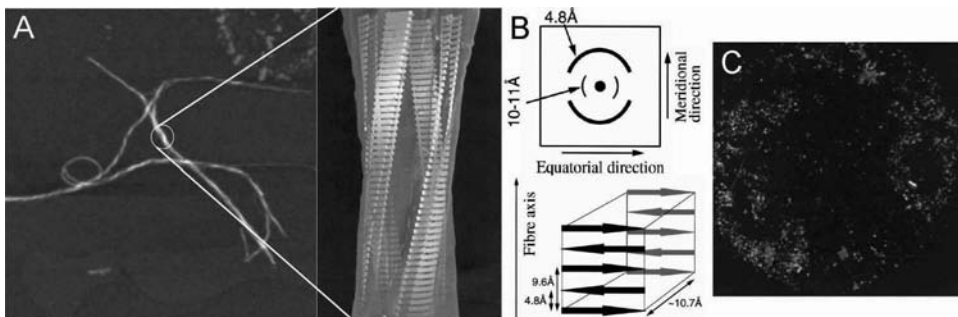 A
B
4.8Å
10-11Å
Meridional
direction
Equatorial direction
Fibre axis
9.6Å
4.8Å
~10.7Å
C